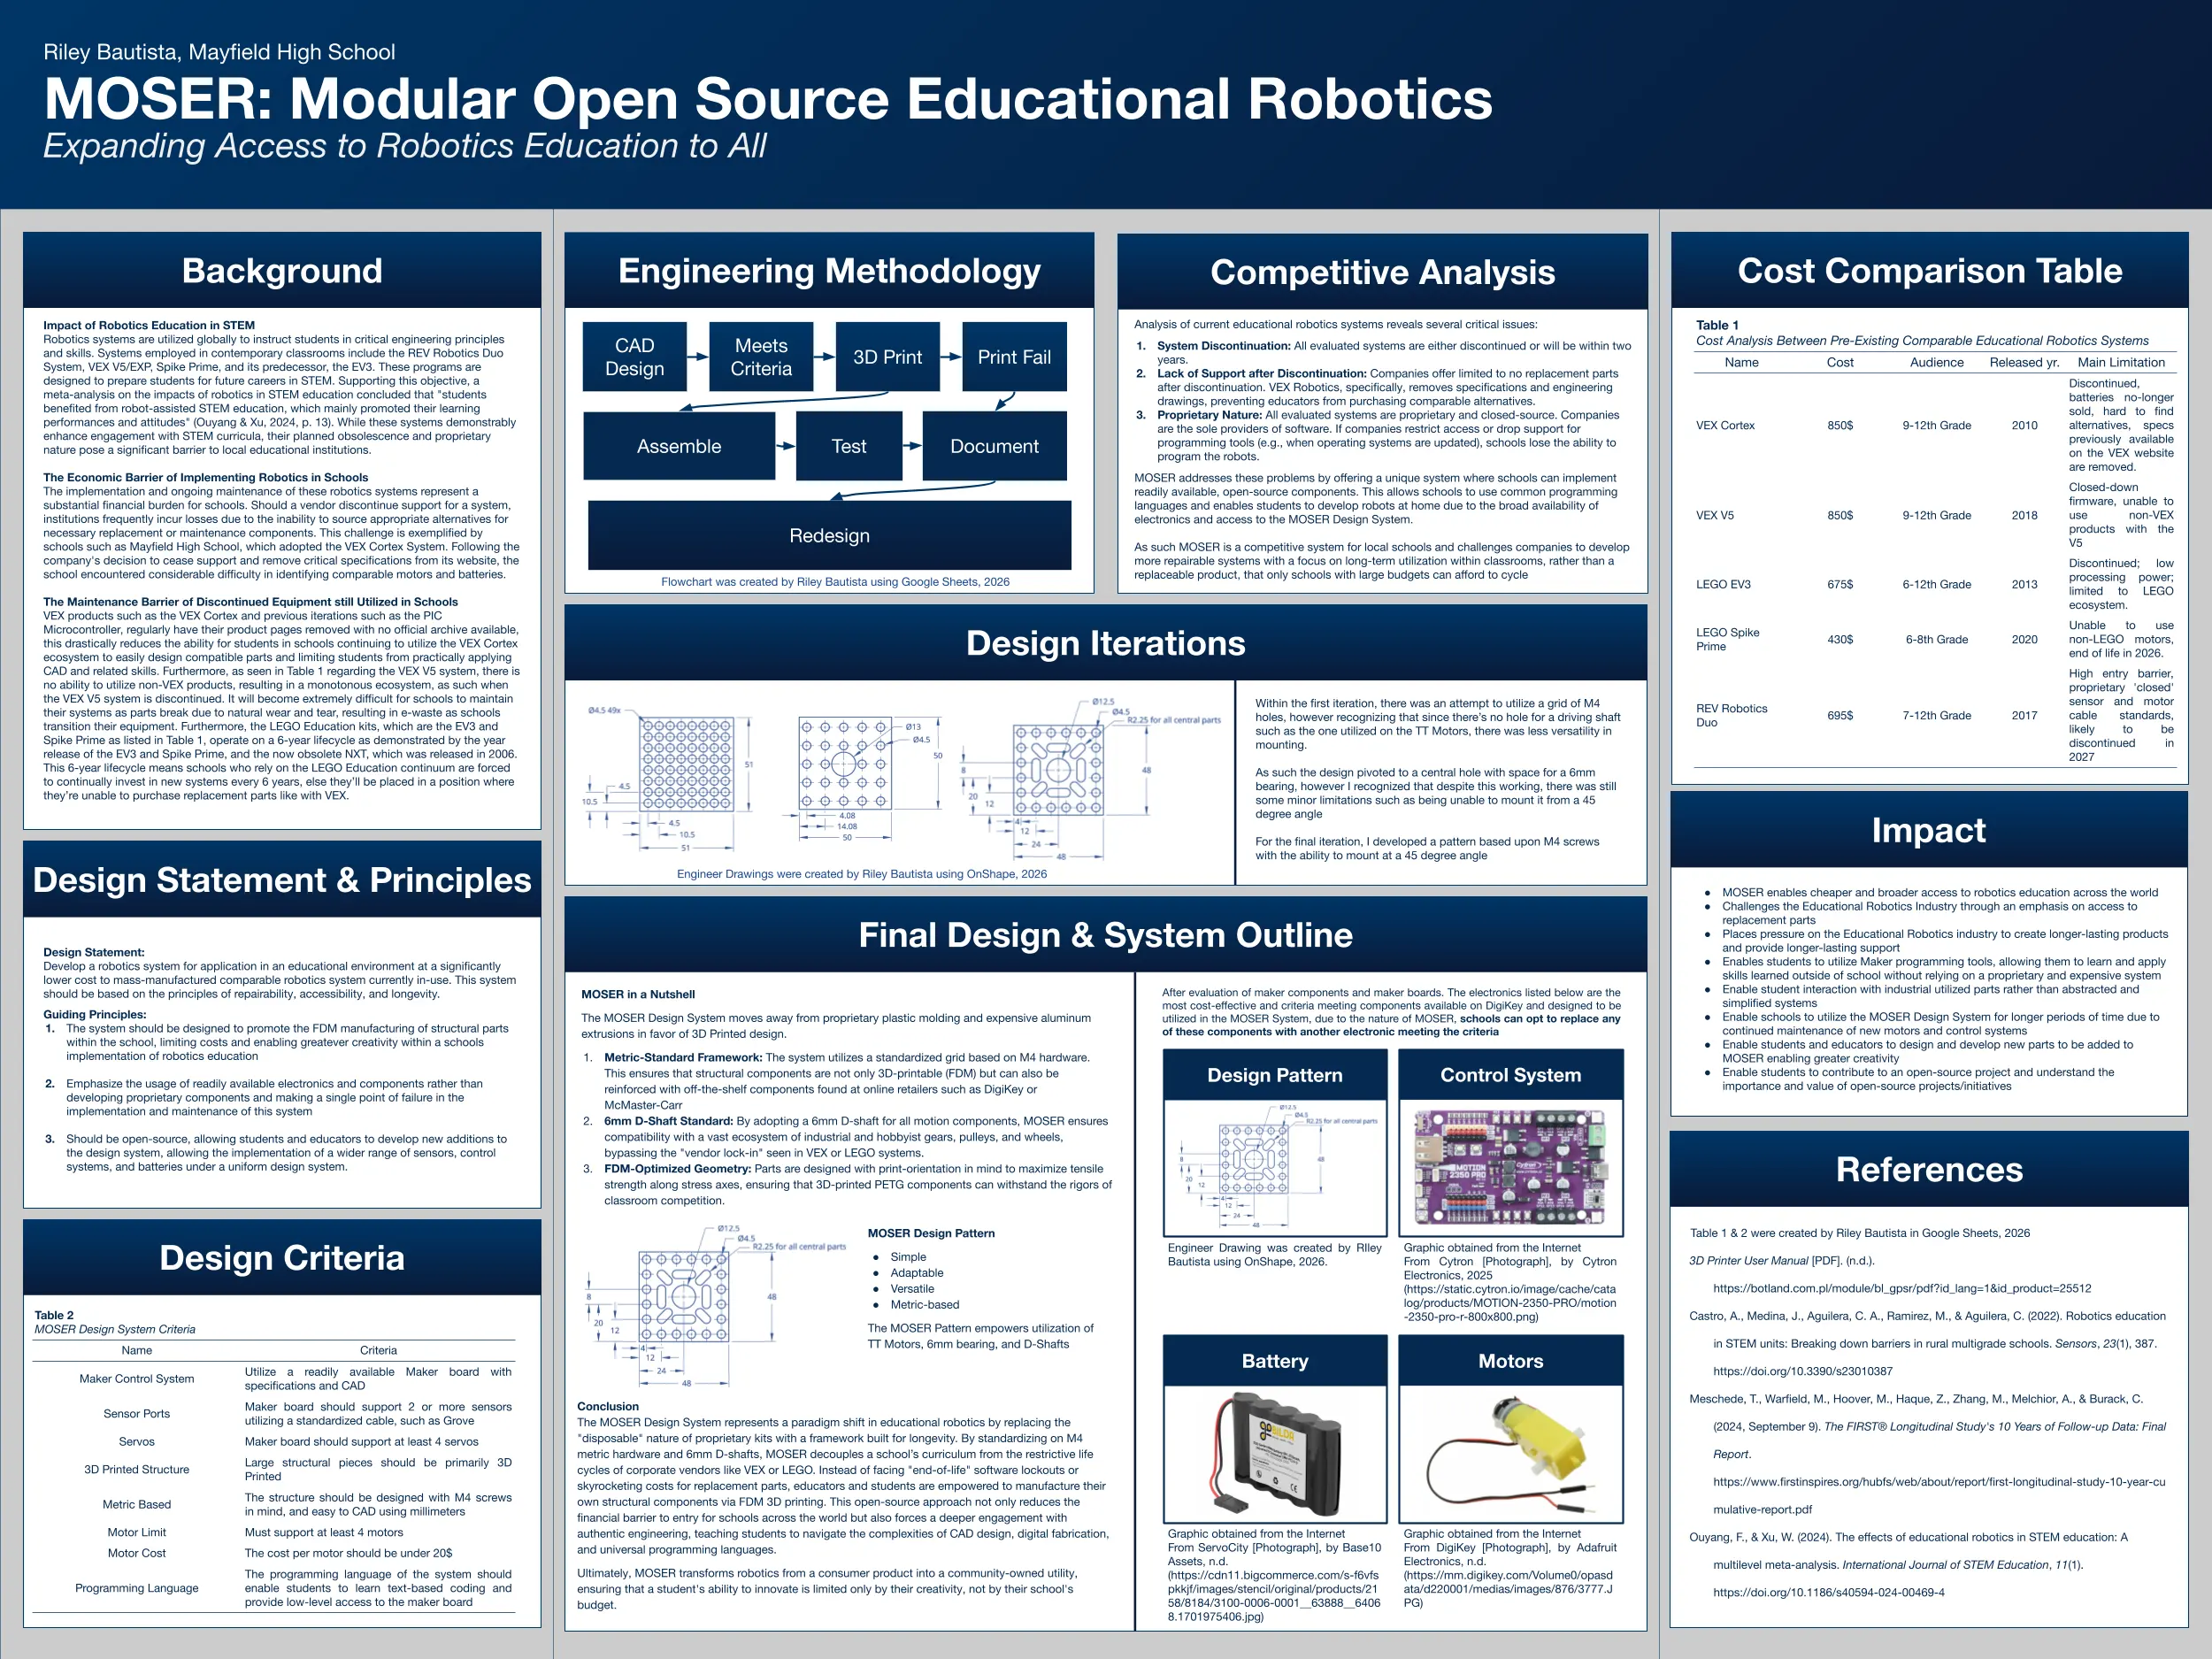 Riley Bautista, Mayfield High School
MOSER: Modular Open Source Educational Robotics
Expanding Access to Robotics Education to All
Background
Impact of Robotics Education in STEM
Robotics systems are utilized globally to instruct students in critical engineering principles
and skills. Systems employed in contemporary classrooms include the REV Robotics Duo
System, VEX V5/EXP, Spike Prime, and its predecessor, the EV3. These programs are
designed to prepare students for future careers in STEM. Supporting this objective, a
meta-analysis on the impacts of robotics in STEM education concluded that "students
benefited from robot-assisted STEM education, which mainly promoted their learning
performances and attitudes" (Ouyang & Xu, 2024, p. 13). While these systems demonstrably
enhance engagement with STEM curricula, their planned obsolescence and proprietary
nature pose a significant barrier to local educational institutions.
The Economic Barrier of Implementing Robotics in Schools
The implementation and ongoing maintenance of these robotics systems represent a
substantial financial burden for schools. Should a vendor discontinue support for a system,
institutions frequently incur losses due to the inability to source appropriate alternatives for
necessary replacement or maintenance components. This challenge is exemplified by
schools such as Mayfield High School, which adopted the VEX Cortex System. Following the
company's decision to cease support and remove critical specifications from its website, the
school encountered considerable difficulty in identifying comparable motors and batteries.
The Maintenance Barrier of Discontinued Equipment still Utilized in Schools
VEX products such as the VEX Cortex and previous iterations such as the PIC
Microcontroller, regularly have their product pages removed with no official archive available,
this drastically reduces the ability for students in schools continuing to utilize the VEX Cortex
ecosystem to easily design compatible parts and limiting students from practically applying
CAD and related skills. Furthermore, as seen in Table 1 regarding the VEX V5 system, there is
no ability to utilize non-VEX products, resulting in a monotonous ecosystem, as such when
the VEX V5 system is discontinued. It will become extremely difficult for schools to maintain
their systems as parts break due to natural wear and tear, resulting in e-waste as schools
transition their equipment. Furthermore, the LEGO Education kits, which are the EV3 and
Spike Prime as listed in Table 1, operate on a 6-year lifecycle as demonstrated by the year
release of the EV3 and Spike Prime, and the now obsolete NXT, which was released in 2006.
This 6-year lifecycle means schools who rely on the LEGO Education continuum are forced
to continually invest in new systems every 6 years, else they'll be placed in a position where
they're unable to purchase replacement parts like with VEX.
Design Statement & Principles
Design Statement:
Develop a robotics system for application in an educational environment at a significantly
lower cost to mass-manufactured comparable robotics system currently in-use. This system
should be based on the principles of repairability, accessibility, and longevity.
Guiding Principles:
1. The system should be designed to promote the FDM manufacturing of structural parts
within the school, limiting costs and enabling greatever creativity within a schools
implementation of robotics education
2. Emphasize the usage of readily available electronics and components rather than
developing proprietary components and making a single point of failure in the
implementation and maintenance of this system
3. Should be open-source, allowing students and educators to develop new additions to
the design system, allowing the implementation of a wider range of sensors, control
systems, and batteries under a uniform design system.
Design Criteria
Table 2
MOSER Design System Criteria
Name Criteria
Maker Control System Utilize a readily available Maker board with
specifications and CAD
Sensor Ports Maker board should support 2 or more sensors
utilizing a standardized cable, such as Grove
Servos Maker board should support at least 4 servos
3D Printed Structure Large structural pieces should be primarily 3D
Printed
Metric Based The structure should be designed with M4 screws
in mind, and easy to CAD using millimeters
Motor Limit Must support at least 4 motors
Motor Cost The cost per motor should be under 20$
Programming Language The programming language of the system should
enable students to learn text-based coding and
provide low-level access to the maker board
Engineering Methodology
CAD
Design
Meets
Criteria
3D Print
Print Fail
Assemble
Test
Document
Redesign
Flowchart was created by Riley Bautista using Google Sheets, 2026
Competitive Analysis
Analysis of current educational robotics systems reveals several critical issues:
1. System Discontinuation: All evaluated systems are either discontinued or will be within two
years.
2. Lack of Support after Discontinuation: Companies offer limited to no replacement parts
after discontinuation. VEX Robotics, specifically, removes specifications and engineering
drawings, preventing educators from purchasing comparable alternatives.
3. Proprietary Nature: All evaluated systems are proprietary and closed-source. Companies
are the sole providers of software. If companies restrict access or drop support for
programming tools (e.g., when operating systems are updated), schools lose the ability to
program the robots.
MOSER addresses these problems by offering a unique system where schools can implement
readily available, open-source components. This allows schools to use common programming
languages and enables students to develop robots at home due to the broad availability of
electronics and access to the MOSER Design System.
As such MOSER is a competitive system for local schools and challenges companies to develop
more repairable systems with a focus on long-term utilization within classrooms, rather than a
replaceable product, that only schools with large budgets can afford to cycle
Design Iterations
Ø4.5 49x
51
4.5
10.5
4.5
10.5
51
Ø13
Ø4.5
50
4.08
14.08
50
Ø12.5
Ø4.5
R2.25 for all central parts
8
48
20
12
4
12
24
48
Engineer Drawings were created by Riley Bautista using OnShape, 2026
Within the first iteration, there was an attempt to utilize a grid of M4
holes, however recognizing that since there's no hole for a driving shaft
such as the one utilized on the TT Motors, there was less versatility in
mounting.
As such the design pivoted to a central hole with space for a 6mm
bearing, however I recognized that despite this working, there was still
some minor limitations such as being unable to mount it from a 45
degree angle
For the final iteration, I developed a pattern based upon M4 screws
with the ability to mount at a 45 degree angle
Final Design & System Outline
MOSER in a Nutshell
The MOSER Design System moves away from proprietary plastic molding and expensive aluminum
extrusions in favor of 3D Printed design.
1. Metric-Standard Framework: The system utilizes a standardized grid based on M4 hardware.
This ensures that structural components are not only 3D-printable (FDM) but can also be
reinforced with off-the-shelf components found at online retailers such as DigiKey or
McMaster-Carr
2. 6mm D-Shaft Standard: By adopting a 6mm D-shaft for all motion components, MOSER ensures
compatibility with a vast ecosystem of industrial and hobbyist gears, pulleys, and wheels,
bypassing the "vendor lock-in" seen in VEX or LEGO systems.
3. FDM-Optimized Geometry: Parts are designed with print-orientation in mind to maximize tensile
strength along stress axes, ensuring that 3D-printed PETG components can withstand the rigors of
classroom competition.
Ø12.5
Ø4.5
R2.25 for all central parts
8
48
20
12
4
12
24
48
MOSER Design Pattern
● Simple
● Adaptable
● Versatile
● Metric-based
The MOSER Pattern empowers utilization of
TT Motors, 6mm bearing, and D-Shafts
Conclusion
The MOSER Design System represents a paradigm shift in educational robotics by replacing the
"disposable" nature of proprietary kits with a framework built for longevity. By standardizing on M4
metric hardware and 6mm D-shafts, MOSER decouples a school's curriculum from the restrictive life
cycles of corporate vendors like VEX or LEGO. Instead of facing "end-of-life" software lockouts or
skyrocketing costs for replacement parts, educators and students are empowered to manufacture their
own structural components via FDM 3D printing. This open-source approach not only reduces the
financial barrier to entry for schools across the world but also forces a deeper engagement with
authentic engineering, teaching students to navigate the complexities of CAD design, digital fabrication,
and universal programming languages.
Ultimately, MOSER transforms robotics from a consumer product into a community-owned utility,
ensuring that a student's ability to innovate is limited only by their creativity, not by their school's
budget.
After evaluation of maker components and maker boards. The electronics listed below are the
most cost-effective and criteria meeting components available on DigiKey and designed to be
utilized in the MOSER System, due to the nature of MOSER, schools can opt to replace any
of these components with another electronic meeting the criteria
Design Pattern
Ø12.5
Ø4.5
R2.25 for all central parts
8
48
20
12
4
12
24
48
Engineer Drawing was created by RIley
Bautista using OnShape, 2026.
Control System
MOTION
2350 PRO
Cytron
Graphic obtained from the Internet
From Cytron [Photograph], by Cytron
Electronics, 2025
(https://static.cytron.io/image/cache/cata
log/products/MOTION-2350-PRO/motion
-2350-pro-r-800x800.png)
Battery
goBILDA
Graphic obtained from the Internet
From ServoCity [Photograph], by Base10
Assets, n.d.
(https://cdn11.bigcommerce.com/s-f6vfs
pkkjf/images/stencil/original/products/21
58/8184/3100-0006-0001__63888__6406
8.1701975406.jpg)
Motors
Graphic obtained from the Internet
From DigiKey [Photograph], by Adafruit
Electronics, n.d.
(https://mm.digikey.com/Volume0/opasd
ata/d220001/medias/images/876/3777.J
PG)
Cost Comparison Table
Table 1
Cost Analysis Between Pre-Existing Comparable Educational Robotics Systems
Name Cost Audience Released yr. Main Limitation
VEX Cortex 850$ 9-12th Grade 2010 Discontinued,
batteries no-longer
sold, hard to find
alternatives, specs
previously available
on the VEX website
are removed.
VEX V5 850$ 9-12th Grade 2018 Closed-down
firmware, unable to
use non-VEX
products with the
V5
LEGO EV3 675$ 6-12th Grade 2013 Discontinued; low
processing power;
limited to LEGO
ecosystem.
LEGO Spike
Prime 430$ 6-8th Grade 2020 Unable to use
non-LEGO motors,
end of life in 2026.
REV Robotics
Duo 695$ 7-12th Grade 2017 High entry barrier,
proprietary 'closed'
sensor and motor
cable standards,
likely to be
discontinued in
2027
Impact
● MOSER enables cheaper and broader access to robotics education across the world
● Challenges the Educational Robotics Industry through an emphasis on access to
replacement parts
● Places pressure on the Educational Robotics industry to create longer-lasting products
and provide longer-lasting support
● Enables students to utilize Maker programming tools, allowing them to learn and apply
skills learned outside of school without relying on a proprietary and expensive system
● Enable student interaction with industrial utilized parts rather than abstracted and
simplified systems
● Enable schools to utilize the MOSER Design System for longer periods of time due to
continued maintenance of new motors and control systems
● Enable students and educators to design and develop new parts to be added to
MOSER enabling greater creativity
● Enable students to contribute to an open-source project and understand the
importance and value of open-source projects/initiatives
References
Table 1 & 2 were created by Riley Bautista in Google Sheets, 2026
3D Printer User Manual [PDF]. (n.d.).
https://botland.com.pl/module/bl_gpsr/pdf?id_lang=1&id_product=25512
Castro, A., Medina, J., Aguilera, C. A., Ramirez, M., & Aguilera, C. (2022). Robotics education
in STEM units: Breaking down barriers in rural multigrade schools. Sensors, 23(1), 387.
https://doi.org/10.3390/s23010387
Meschede, T., Warfield, M., Hoover, M., Haque, Z., Zhang, M., Melchior, A., & Burack, C.
(2024, September 9). The FIRST® Longitudinal Study's 10 Years of Follow-up Data: Final
Report.
https://www.firstinspires.org/hubfs/web/about/report/first-longitudinal-study-10-year-cu
mulative-report.pdf
Ouyang, F., & Xu, W. (2024). The effects of educational robotics in STEM education: A
multilevel meta-analysis. International Journal of STEM Education, 11(1).
https://doi.org/10.1186/s40594-024-00469-4